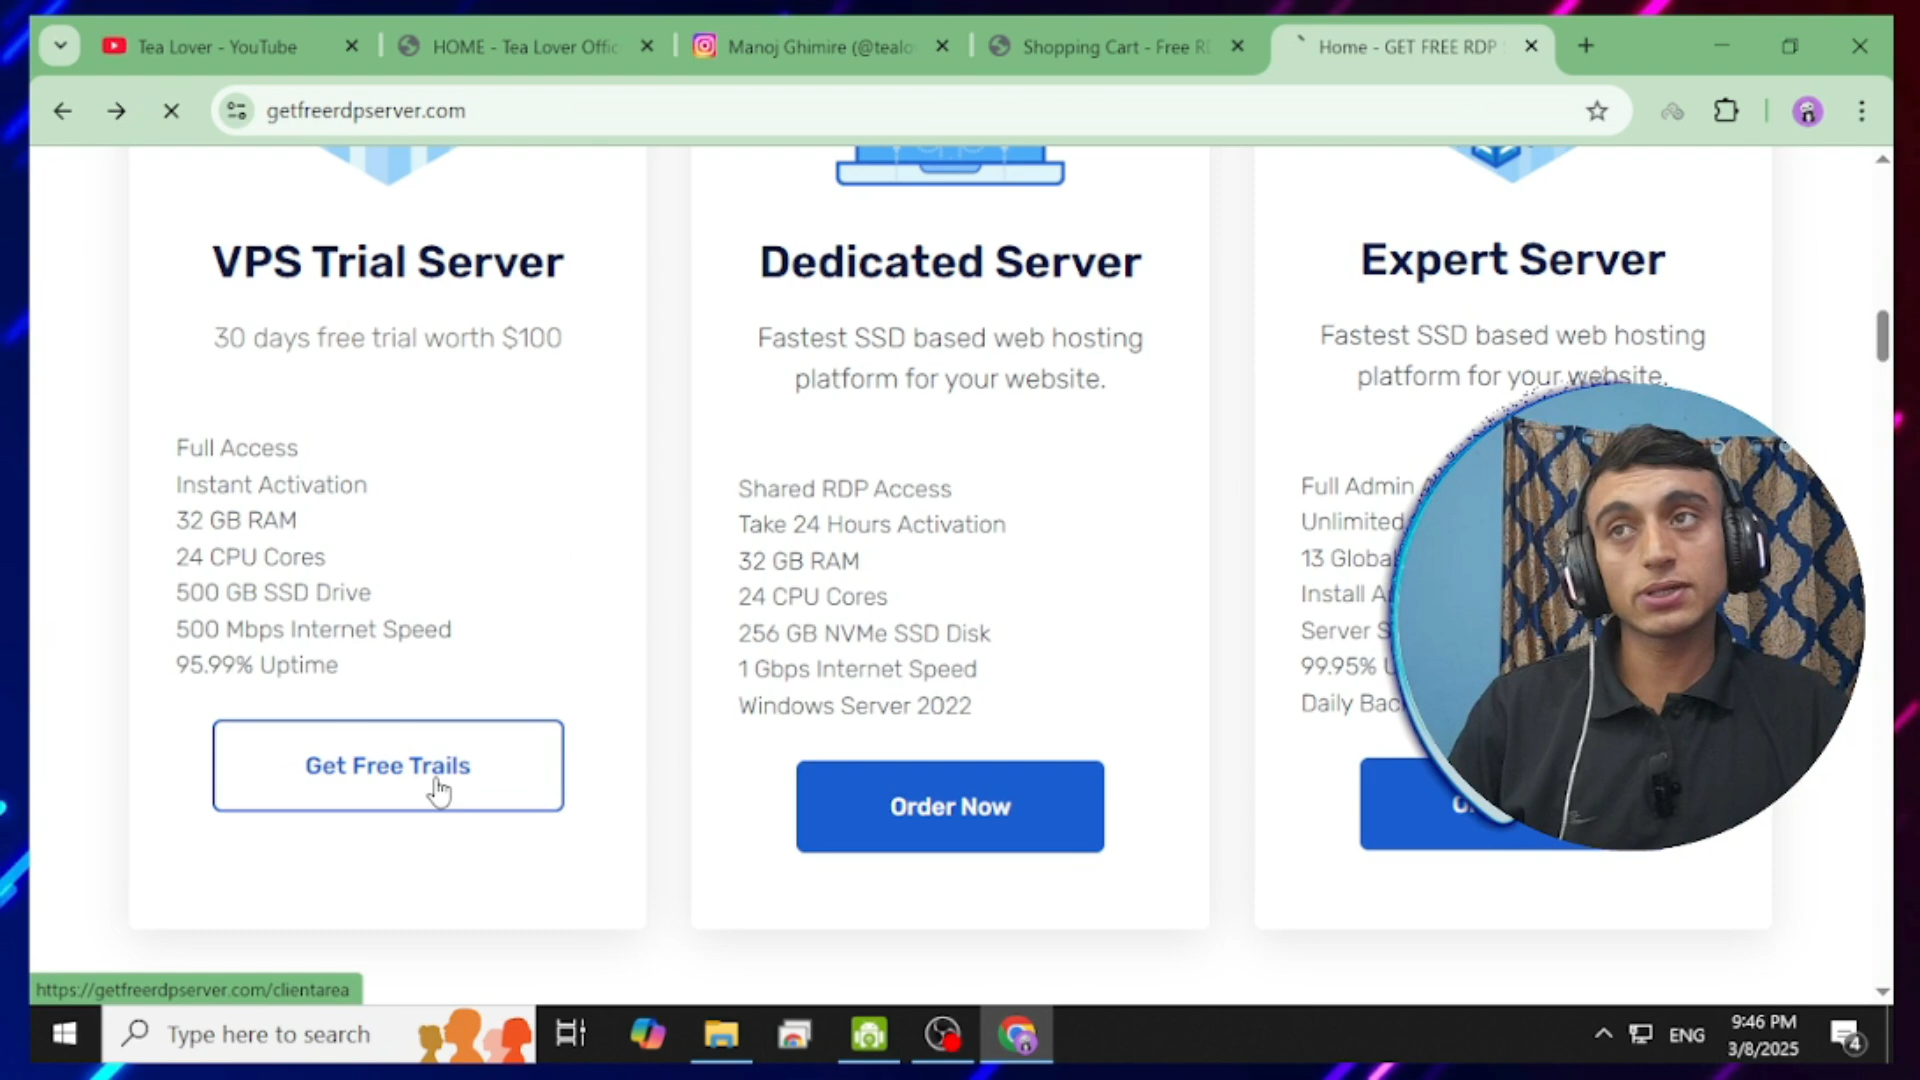 Tea Lover - YouTube
HOME - Tea Lover Offic
Manoj Ghimire (@tealo
Shopping Cart - Free R
Home - GET FREE RDP
getfreerdpserver.com
VPS Trial Server
30 days free trial worth $100
Full Access
Instant Activation
32 GB RAM
24 CPU Cores
500 GB SSD Drive
500 Mbps Internet Speed
95.99% Uptime
Get Free Trails
Dedicated Server
Fastest SSD based web hosting
platform for your website.
Shared RDP Access
Take 24 Hours Activation
32 GB RAM
24 CPU Cores
256 GB NVMe SSD Disk
1 Gbps Internet Speed
Windows Server 2022
Order Now
Expert Server
Fastest SSD based web hosting
platform for your website.
Full Admin
Unlimited
13 Globa
Install A
Server S
99.95% U
Daily Bac
https://getfreerdpserver.com/clientarea
Type here to search
ENG
9:46 PM
3/8/2025
4